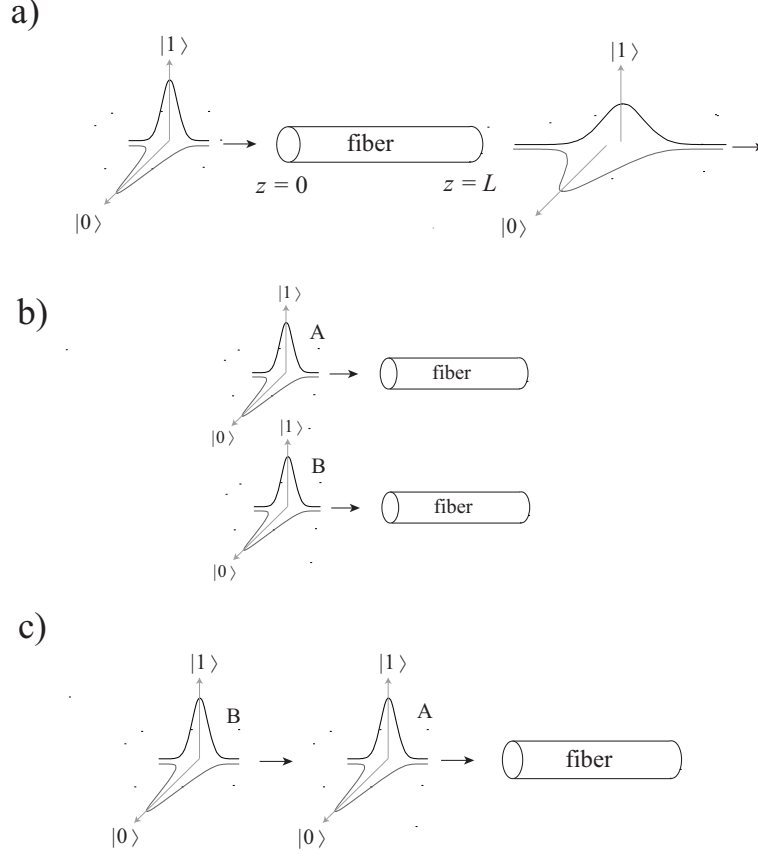 a)
|1⟩ |1⟩
fiber
z = 0 z = L
|0⟩ |0⟩
b)
|1⟩
A
fiber
|0⟩
|1⟩
B
fiber
|0⟩
c)
|1⟩ |1⟩
B A
fiber
|0⟩ |0⟩